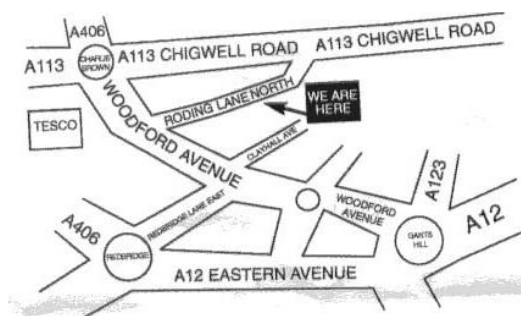 A406
A113 CHIGWELL ROAD
A113 CHIGWELL ROAD
A113
CHARLIE
BROWN
RODING LANE NORTH
WE ARE
HERE
TESCO
WOODFORD AVENUE
CLAYHALL AVE
A123
WOODFORD
AVENUE
A12
A406
REDBRIDGE LANE EAST
REDBRIDGE
GANTS
HILL
A12 EASTERN AVENUE